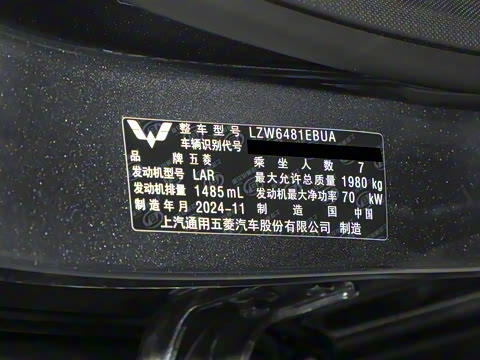 整车型号 LZW6481EBUA
车辆识别代号
品牌 五菱 乘坐人数 7
发动机型号 LAR 最大允许总质量 1980 kg
发动机排量 1485 mL 发动机最大净功率 70 kW
制造年月 2024-11 制造国 中国
上汽通用五菱汽车股份有限公司 制造